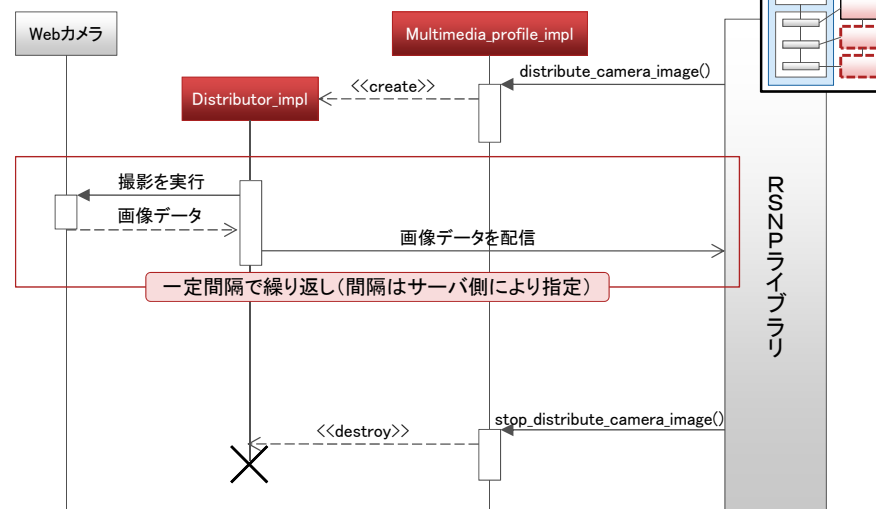 Webカメラ
Multimedia_profile_impl
distribute_camera_image()
<<create>>
Distributor_impl
撮影を実行
画像データ
画像データを配信
一定間隔で繰り返し(間隔はサーバ側により指定)
RSNPライブラリ
stop_distribute_camera_image()
<<destroy>>